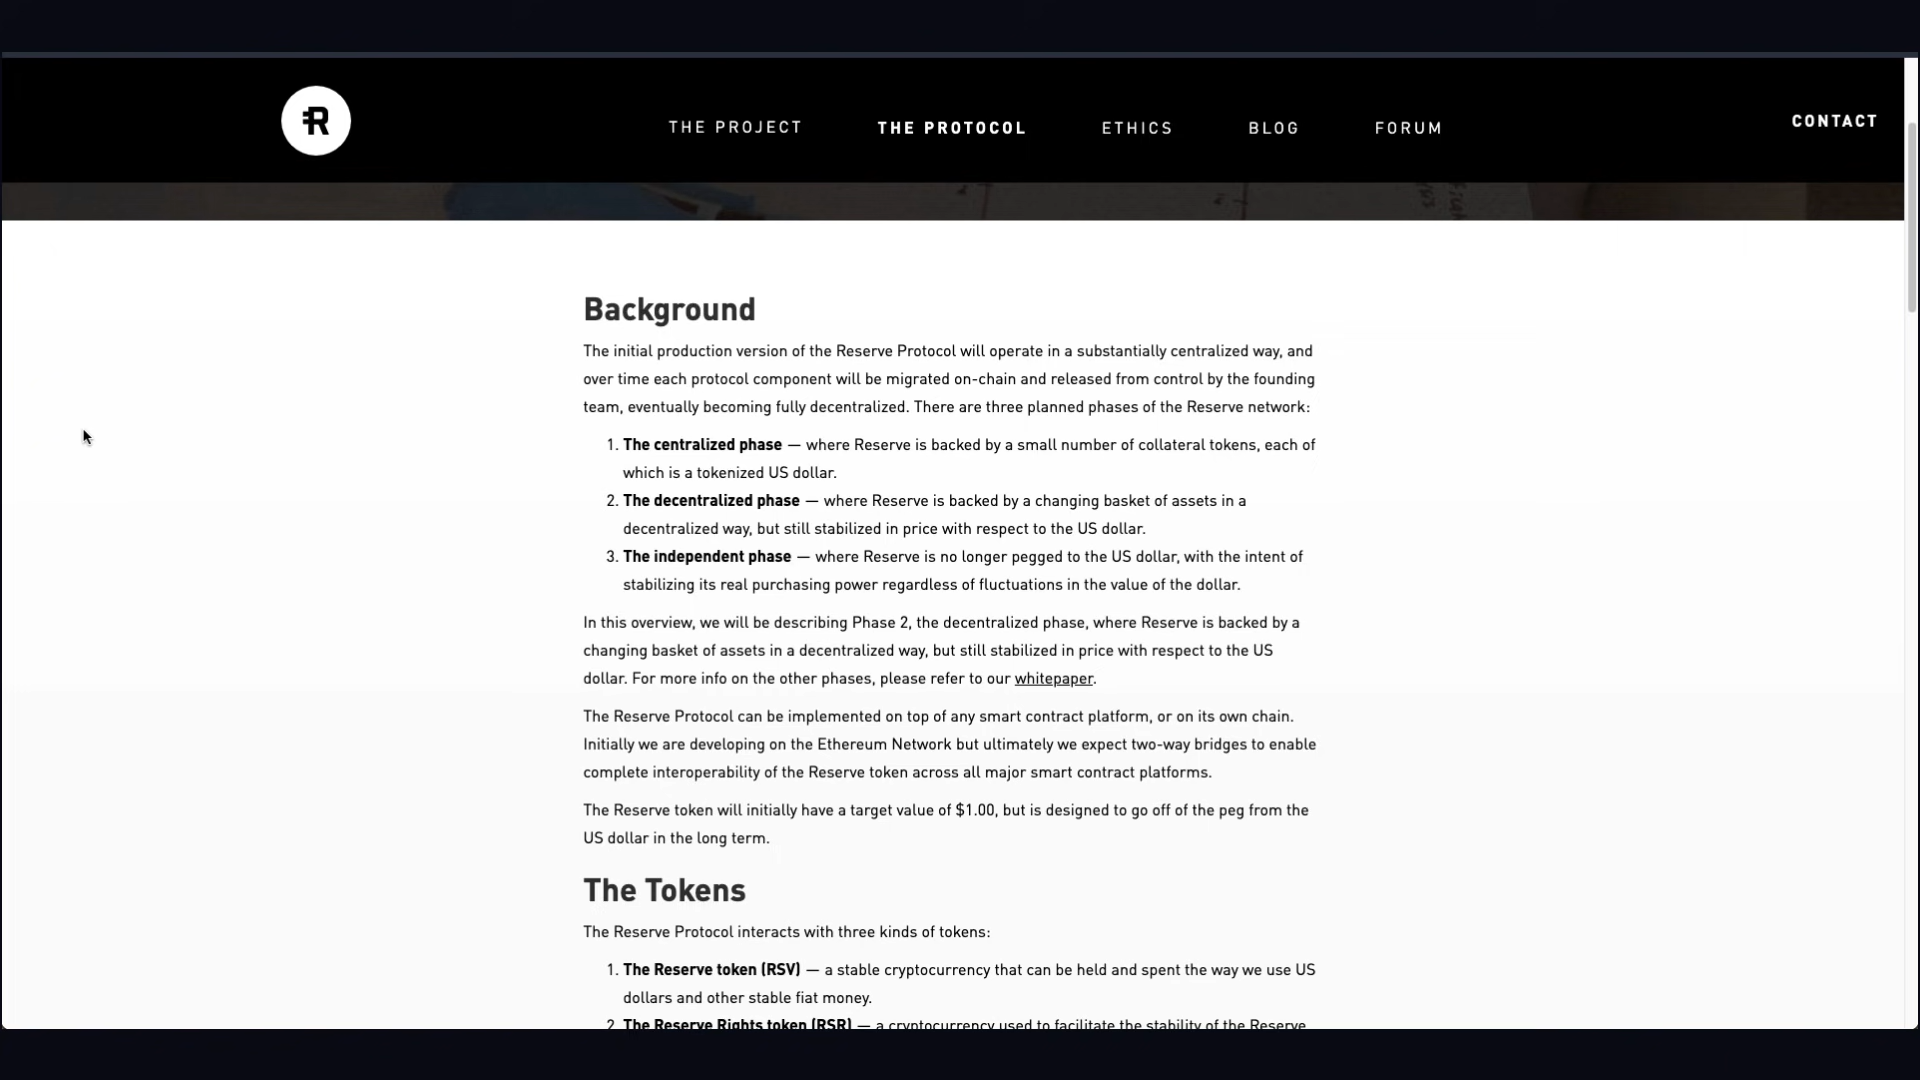 THE PROJECT
THE PROTOCOL
ETHICS
BLOG
FORUM
CONTACT
Background
The initial production version of the Reserve Protocol will operate in a substantially centralized way, and
over time each protocol component will be migrated on-chain and released from control by the founding
team, eventually becoming fully decentralized. There are three planned phases of the Reserve network:
1. The centralized phase — where Reserve is backed by a small number of collateral tokens, each of
which is a tokenized US dollar.
2. The decentralized phase — where Reserve is backed by a changing basket of assets in a
decentralized way, but still stabilized in price with respect to the US dollar.
3. The independent phase — where Reserve is no longer pegged to the US dollar, with the intent of
stabilizing its real purchasing power regardless of fluctuations in the value of the dollar.
In this overview, we will be describing Phase 2, the decentralized phase, where Reserve is backed by a
changing basket of assets in a decentralized way, but still stabilized in price with respect to the US
dollar. For more info on the other phases, please refer to our whitepaper.
The Reserve Protocol can be implemented on top of any smart contract platform, or on its own chain.
Initially we are developing on the Ethereum Network but ultimately we expect two-way bridges to enable
complete interoperability of the Reserve token across all major smart contract platforms.
The Reserve token will initially have a target value of $1.00, but is designed to go off of the peg from the
US dollar in the long term.
The Tokens
The Reserve Protocol interacts with three kinds of tokens:
1. The Reserve token (RSV) — a stable cryptocurrency that can be held and spent the way we use US
dollars and other stable fiat money.
2. The Reserve Rights token (RSR) — a cryptocurrency used to facilitate the stability of the Reserve